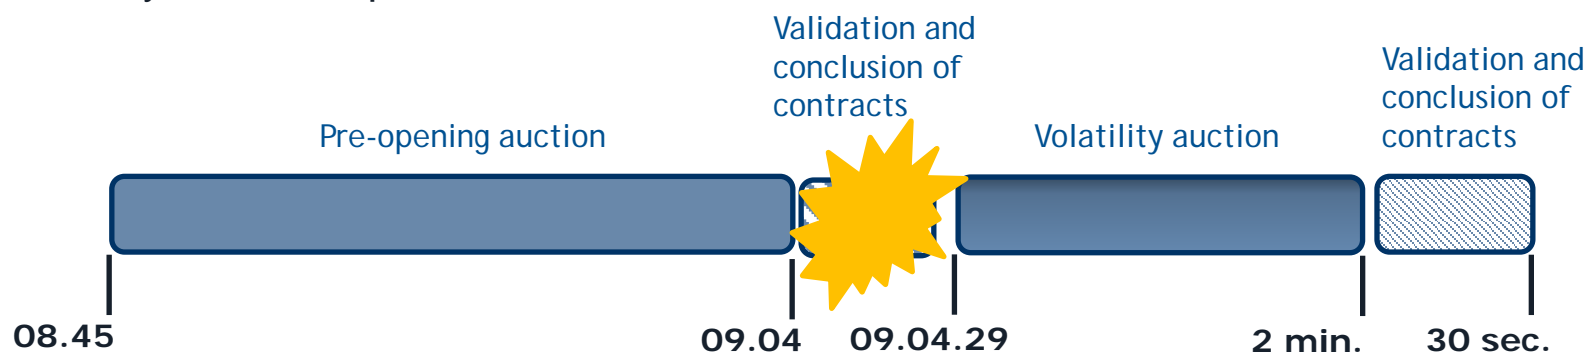 Validation and
conclusion of
contracts
Validation and
conclusion of
contracts
Pre-opening auction
Volatility auction
08.45
09.04
09.04.29
2 min.
30 sec.